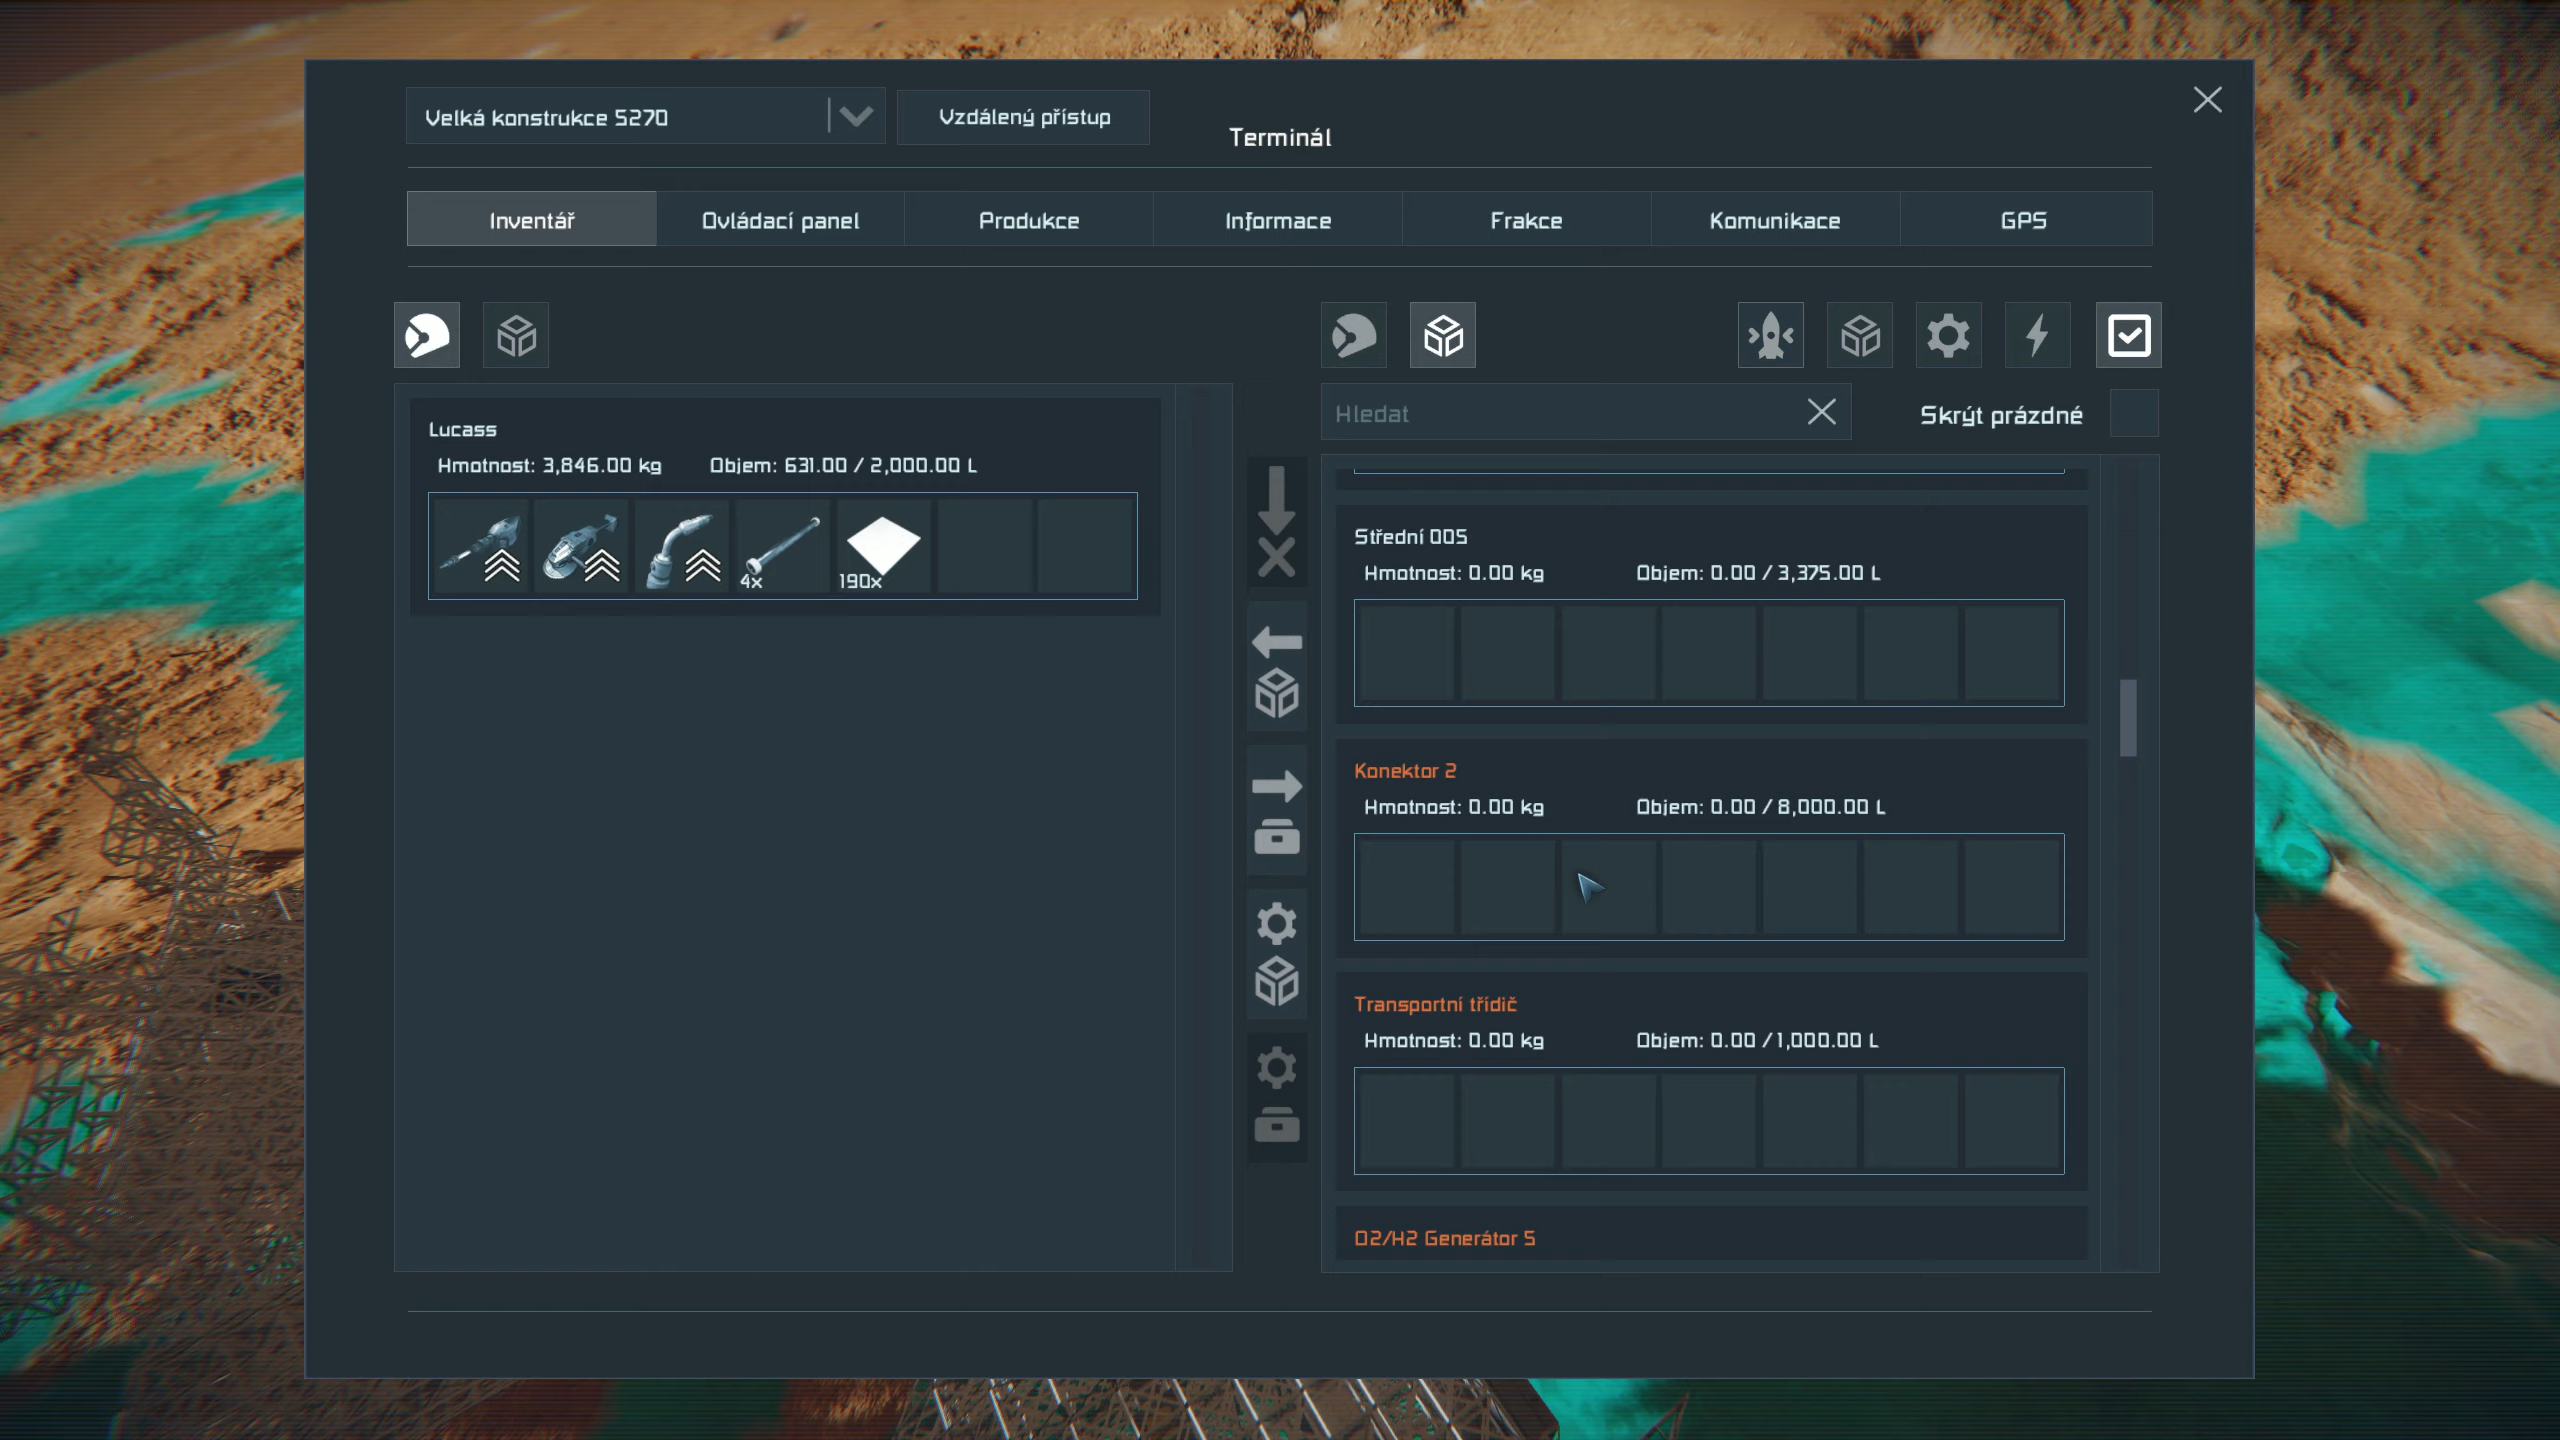 Velká konstrukce 5270
Vzdálený přístup
Terminál
Inventář
Ovládací panel
Produkce
Informace
Frakce
Komunikace
GPS
Hledat
Skrýt prázdné
Lucass
Hmotnost: 3,846.00 kg
Objem: 631.00 / 2,000.00 L
4x
190x
Střední 005
Hmotnost: 0.00 kg
Objem: 0.00 / 3,375.00 L
Konektor 2
Hmotnost: 0.00 kg
Objem: 0.00 / 8,000.00 L
Transportní třídič
Hmotnost: 0.00 kg
Objem: 0.00 / 1,000.00 L
O2/H2 Generátor 5